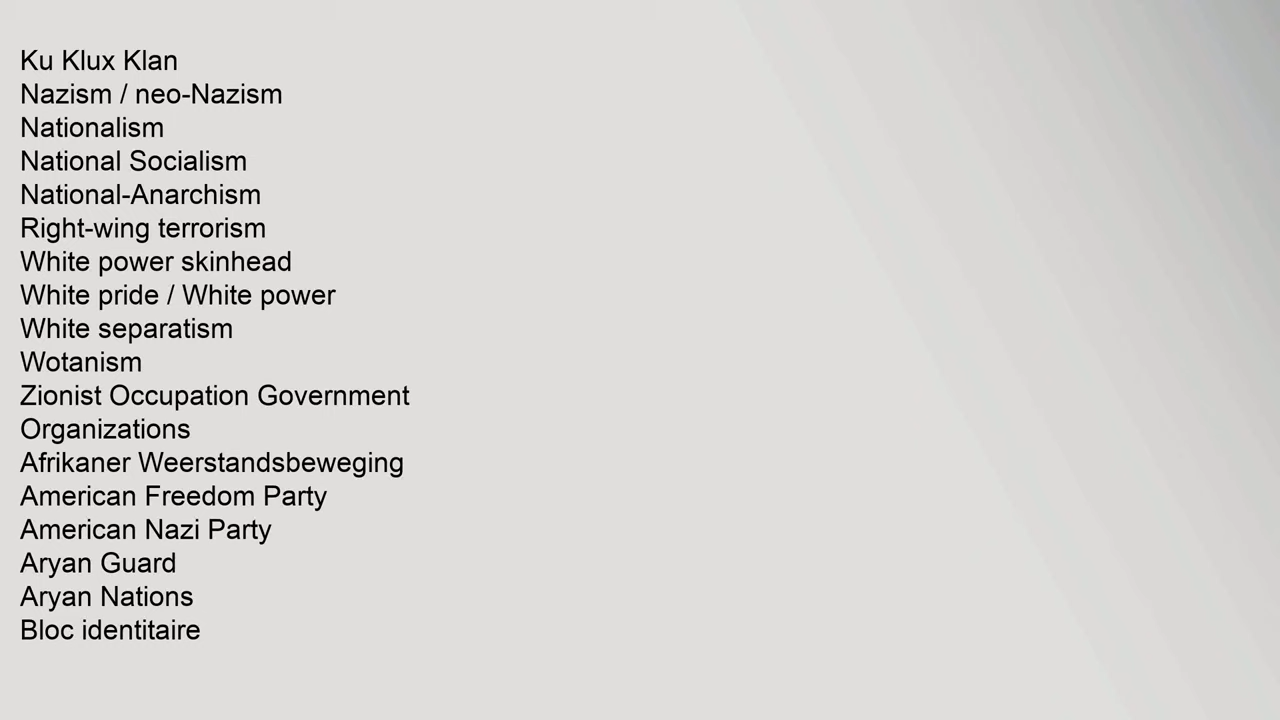 Ku Klux Klan
Nazism / neo-Nazism
Nationalism
National Socialism
National-Anarchism
Right-wing terrorism
White power skinhead
White pride / White power
White separatism
Wotanism
Zionist Occupation Government
Organizations
Afrikaner Weerstandsbeweging
American Freedom Party
American Nazi Party
Aryan Guard
Aryan Nations
Bloc identitaire